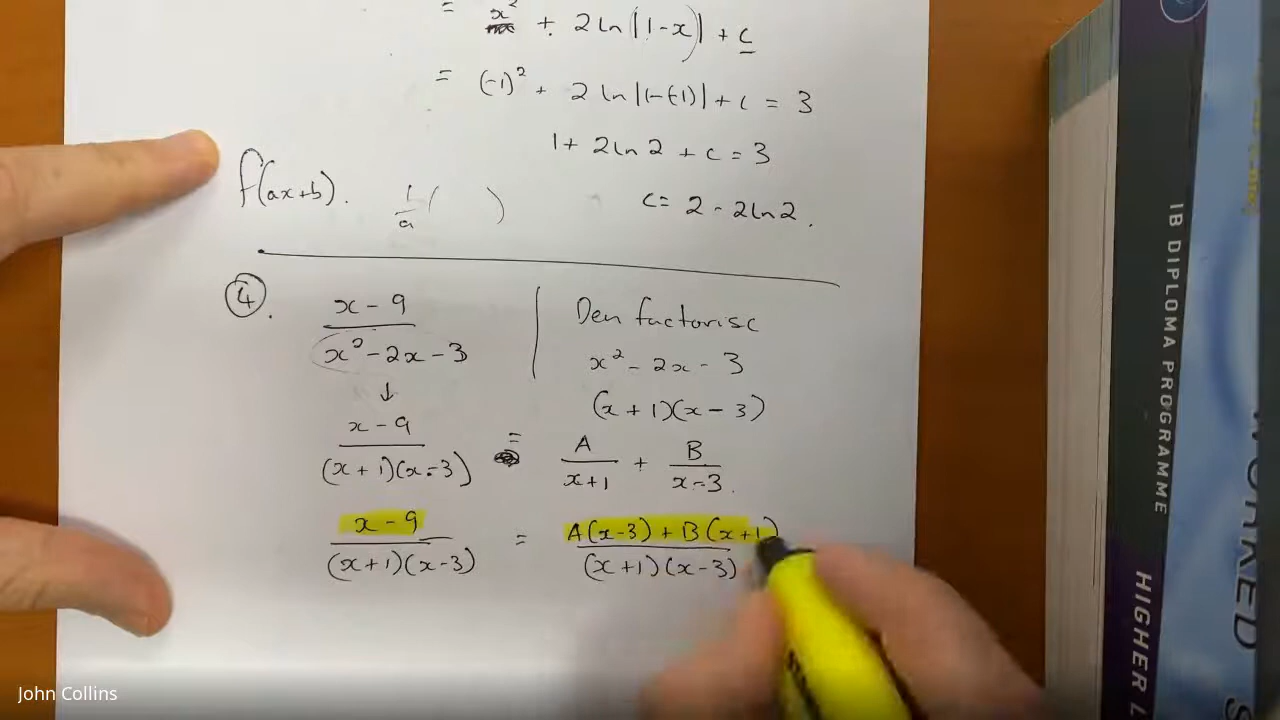 = x² + 2 ln|1-x| + c
= (-1)² + 2 ln|1-(-1)| + c = 3
1 + 2ln2 + c = 3
f(ax+b). 1/a ( )
c = 2 - 2ln2.
4. (x-9)/(x²-2x-3)
Den factorise
x² - 2x - 3
(x+1)(x-3)
↓
(x-9)/((x+1)(x-3)) = A/(x+1) + B/(x-3).
(x-9)/((x+1)(x-3)) = (A(x-3) + B(x+1))/((x+1)(x-3))
IB DIPLOMA PROGRAMME
HIGHER L
WORKED
S
John Collins